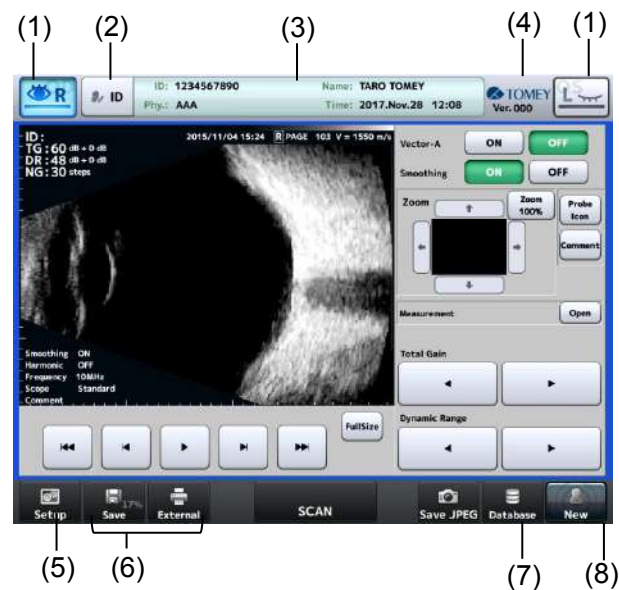 (1) (2) (3) (4) (1)
R ID ID: 1234567890 Name: TARO TOMEY TOMEY L
Phy.: AAA Time: 2017.Nov.28 12:08 Ver. 000
ID:
2015/11/04 15:24 R PAGE 103 V = 1550 m/s
TG:60 dB + 0 dB
DR:48 dB + 0 dB
NG:30 steps
Vector-A ON OFF
Smoothing ON OFF
Zoom Zoom 100% Probe Icon
Comment
Measurement Open
Smoothing ON
Harmonic OFF
Frequency 10MHz
Scope Standard
Comment
Total Gain
FullSize
Dynamic Range
Setup Save 17% External SCAN Save JPEG Database New
(5) (6) (7) (8)